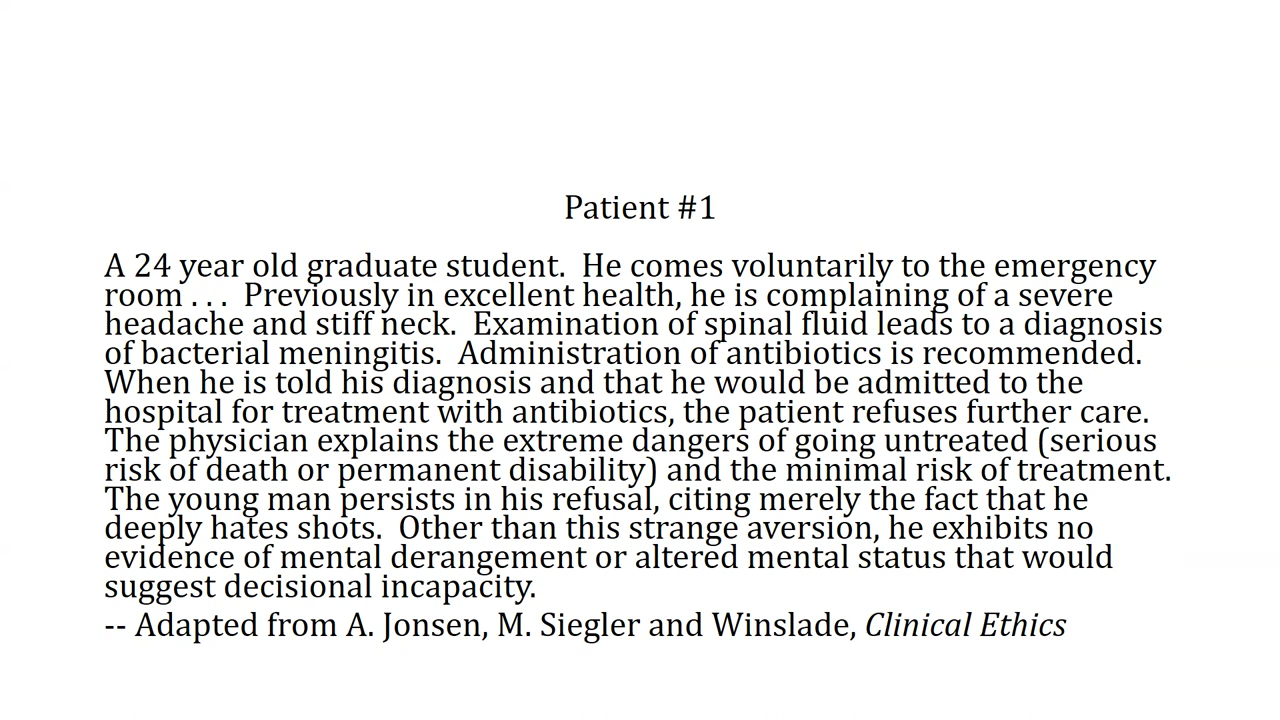 Patient #1
A 24 year old graduate student.  He comes voluntarily to the emergency
room . . .  Previously in excellent health, he is complaining of a severe
headache and stiff neck.  Examination of spinal fluid leads to a diagnosis
of bacterial meningitis.  Administration of antibiotics is recommended.
When he is told his diagnosis and that he would be admitted to the
hospital for treatment with antibiotics, the patient refuses further care.
The physician explains the extreme dangers of going untreated (serious
risk of death or permanent disability) and the minimal risk of treatment.
The young man persists in his refusal, citing merely the fact that he
deeply hates shots.  Other than this strange aversion, he exhibits no
evidence of mental derangement or altered mental status that would
suggest decisional incapacity.
-- Adapted from A. Jonsen, M. Siegler and Winslade, Clinical Ethics